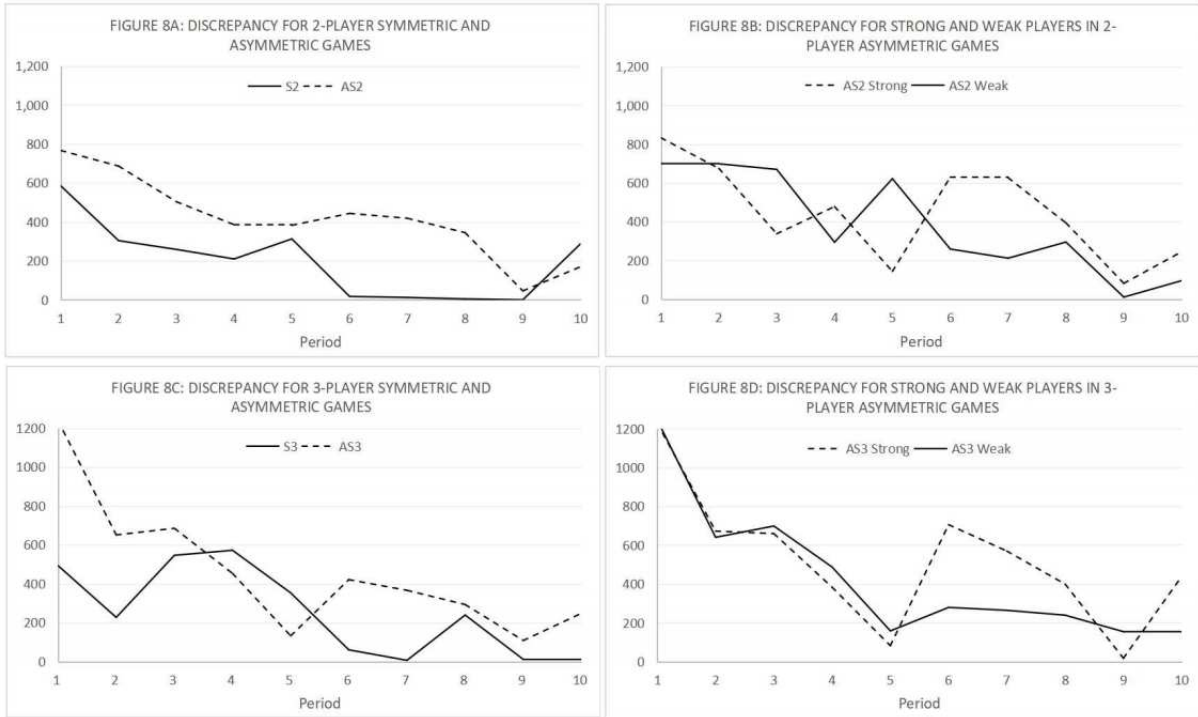 FIGURE 8A: DISCREPANCY FOR 2-PLAYER SYMMETRIC AND
ASYMMETRIC GAMES
1,200
S2 AS2
1,000
800
600
400
200
0
1 2 3 4 5 6 7 8 9 10
Period
FIGURE 8B: DISCREPANCY FOR STRONG AND WEAK PLAYERS IN 2-
PLAYER ASYMMETRIC GAMES
1,200
AS2 Strong AS2 Weak
1,000
800
600
400
200
0
1 2 3 4 5 6 7 8 9 10
Period
FIGURE 8C: DISCREPANCY FOR 3-PLAYER SYMMETRIC AND
ASYMMETRIC GAMES
1200
S3 AS3
1000
800
600
400
200
0
1 2 3 4 5 6 7 8 9 10
Period
FIGURE 8D: DISCREPANCY FOR STRONG AND WEAK PLAYERS IN 3-
PLAYER ASYMMETRIC GAMES
1200
AS3 Strong AS3 Weak
1000
800
600
400
200
0
1 2 3 4 5 6 7 8 9 10
Period